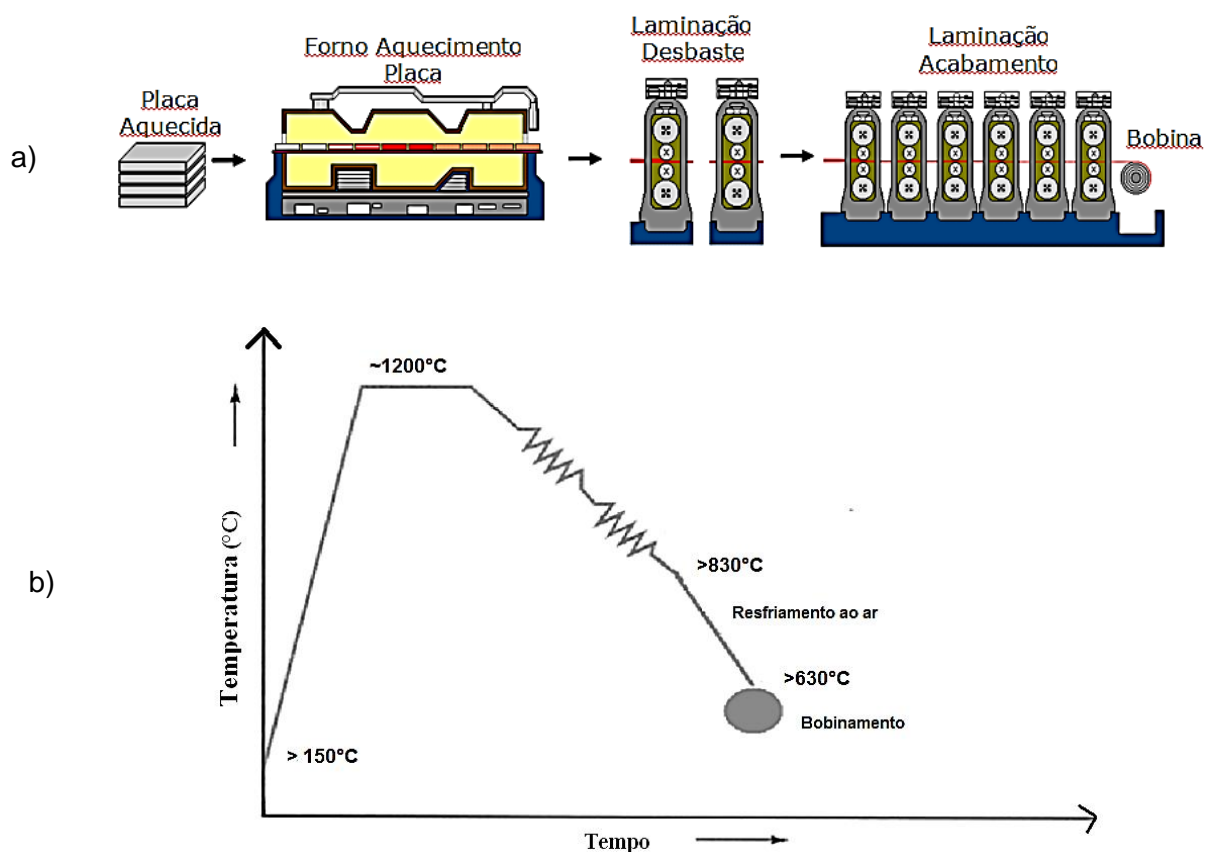 a)
Placa
Aquecida
Forno Aquecimento
Placa
Laminação
Desbaste
Laminação
Acabamento
Bobina
b)
Temperatura (°C)
~1200°C
>830°C
Resfriamento ao ar
>630°C
Bobinamento
> 150°C
Tempo